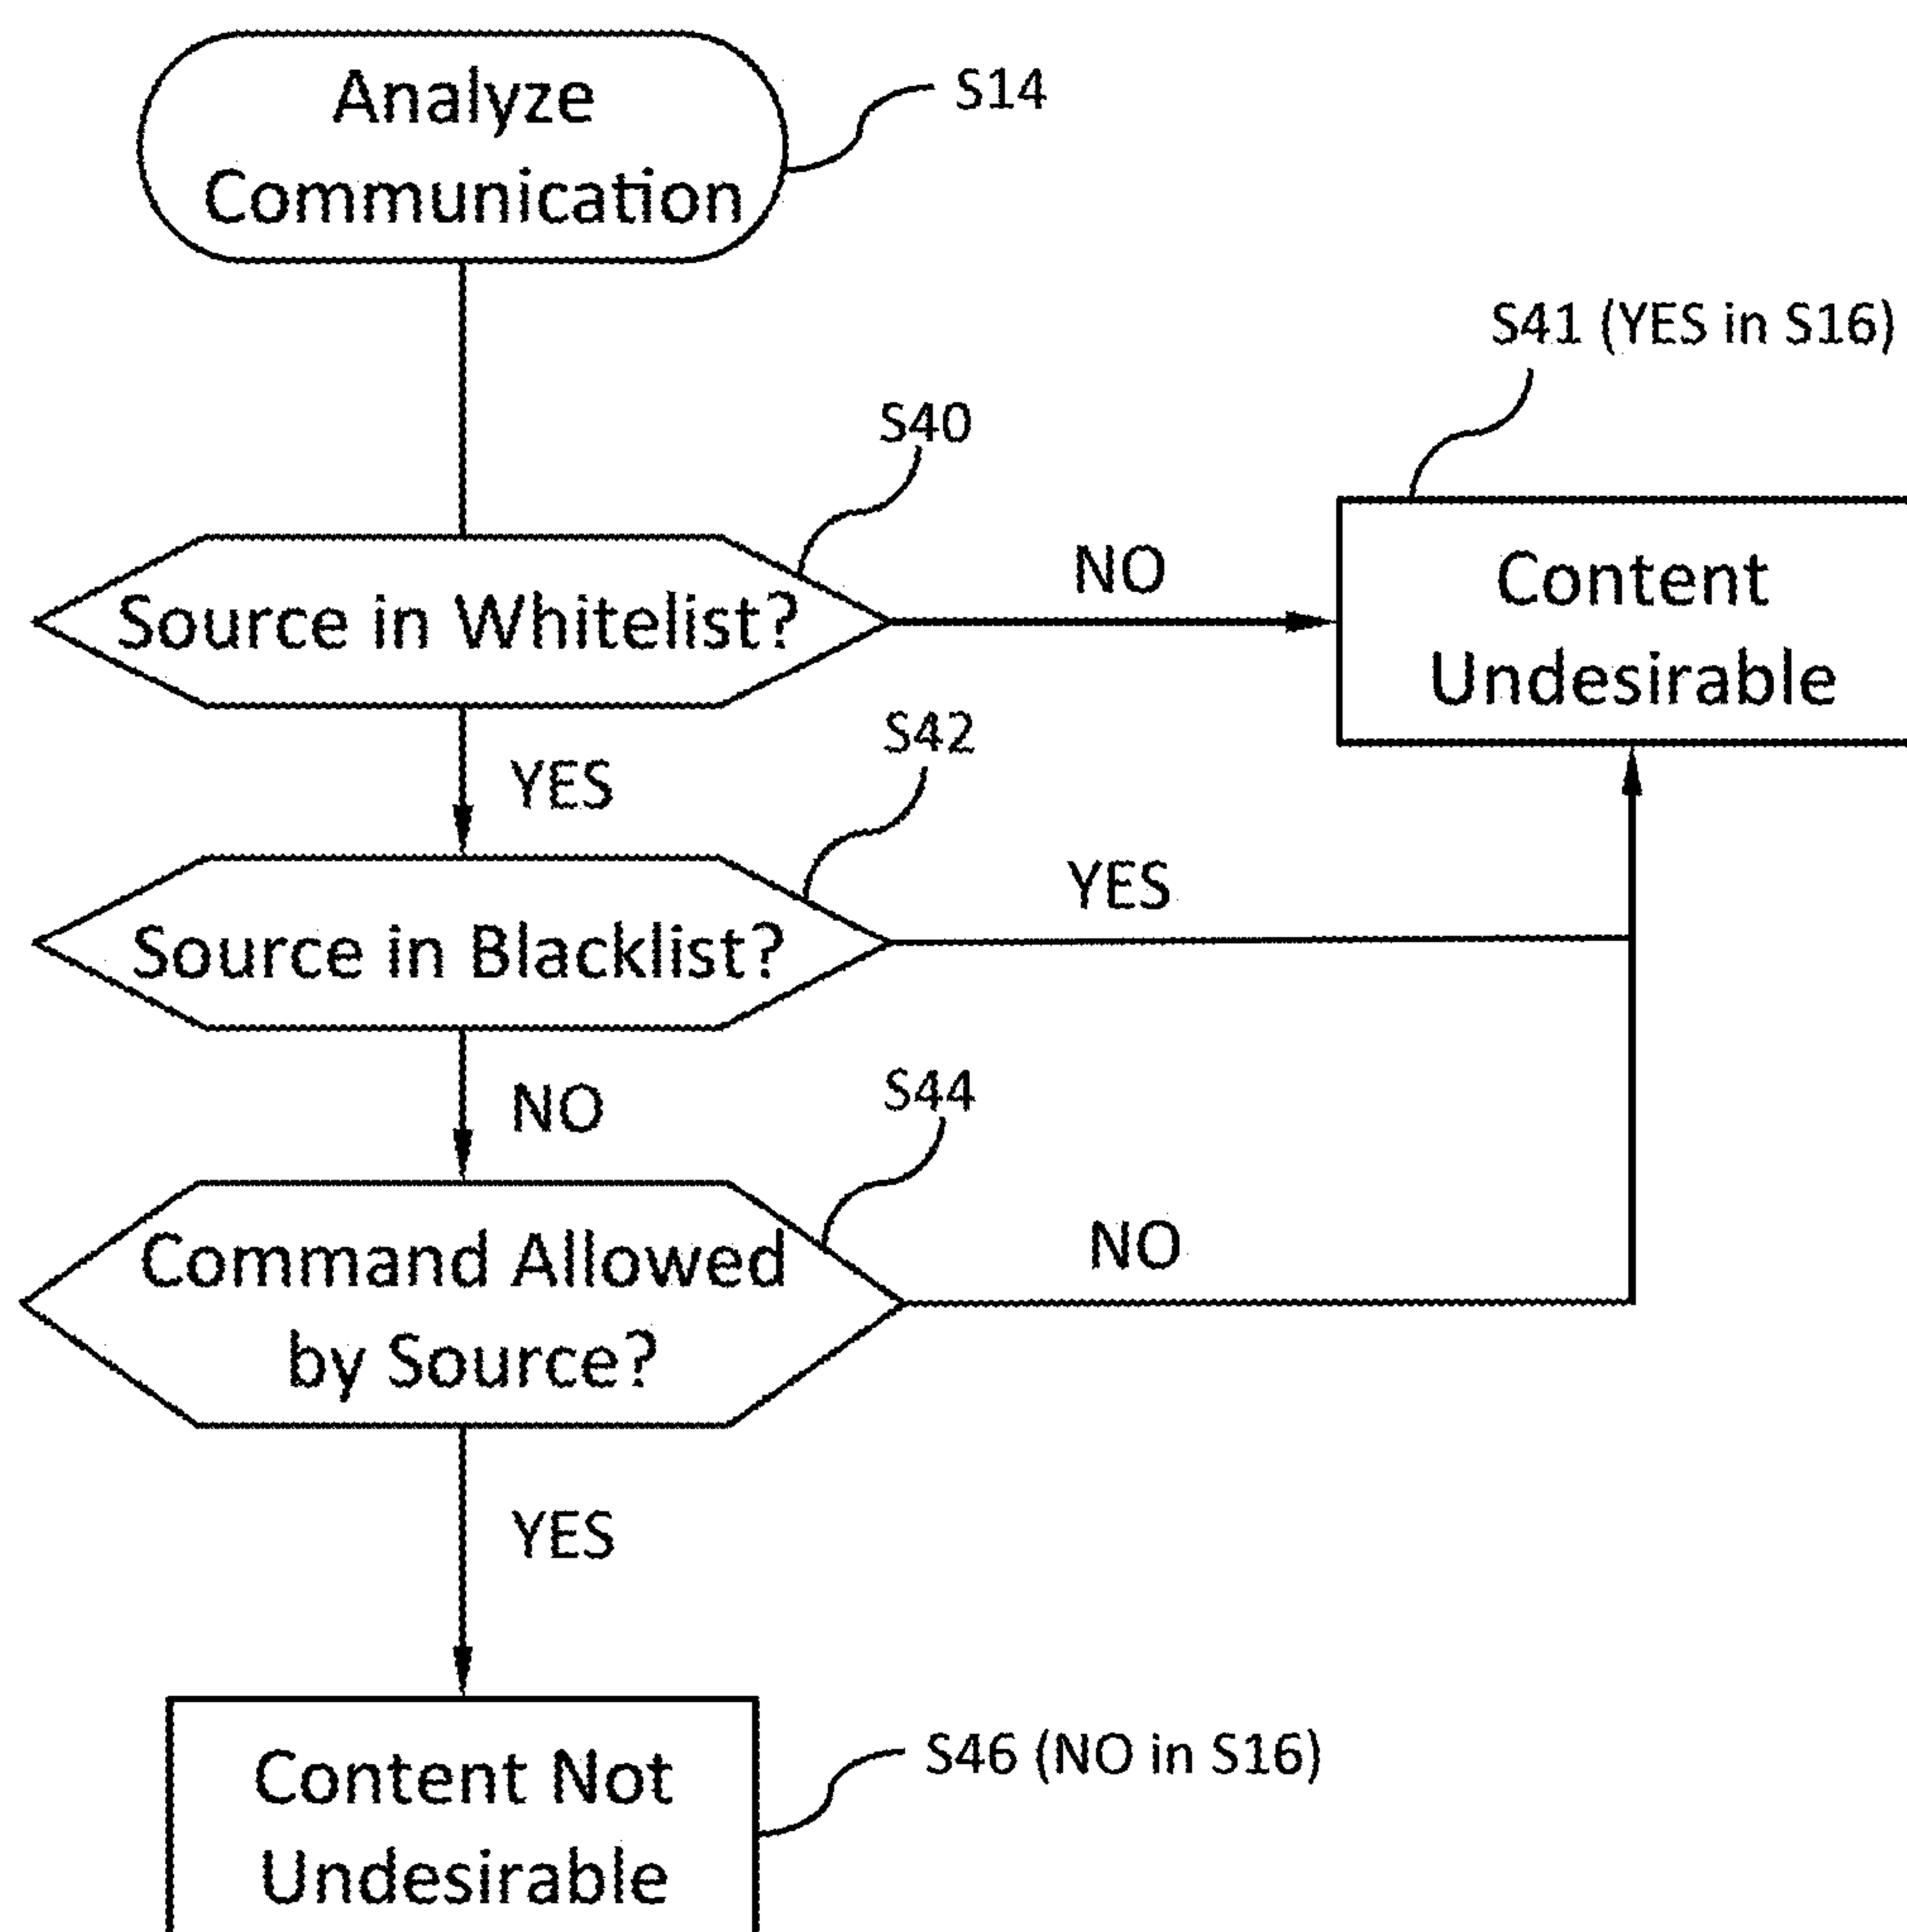 Analyze
Communication
S14
S41 (YES in S16)
S40
Source in Whitelist?
NO
Content
Undesirable
YES
S42
Source in Blacklist?
YES
NO
S44
Command Allowed
by Source?
NO
YES
Content Not
Undesirable
S46 (NO in S16)